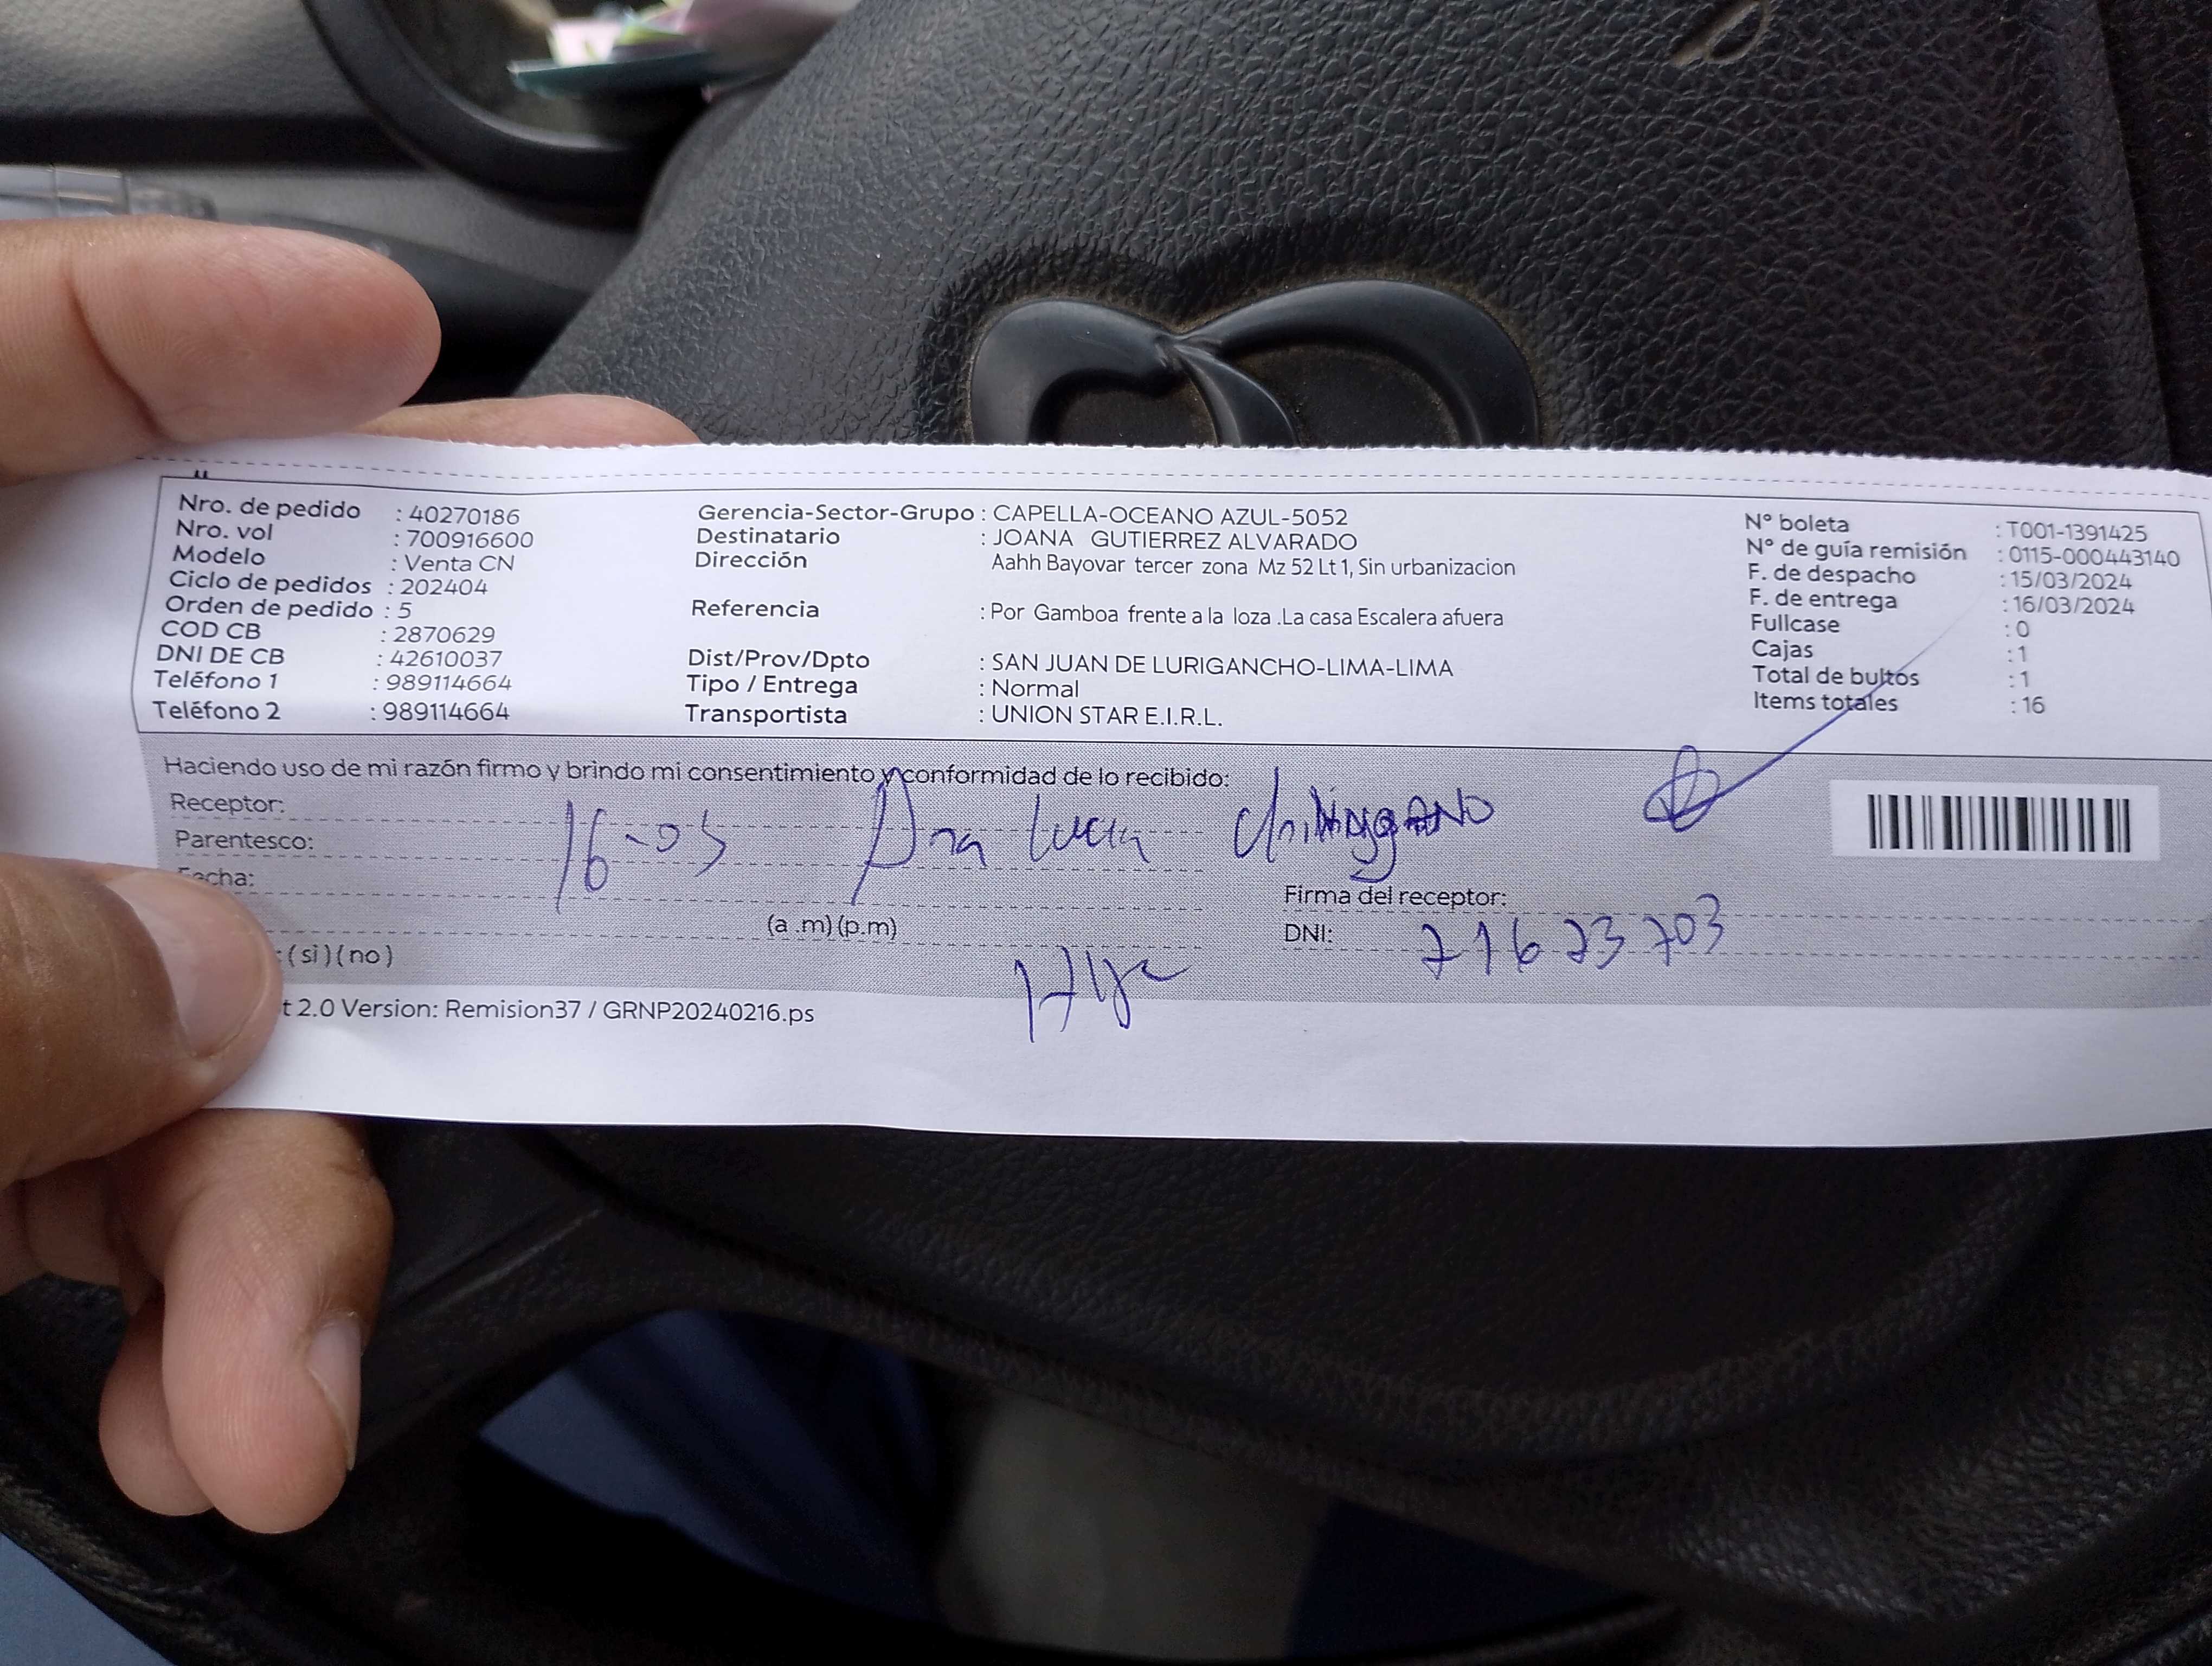 Nro. de pedido : 40270186
Nro. vol : 700916600
Modelo : Venta CN
Ciclo de pedidos : 202404
Orden de pedido : 5
COD CB : 2870629
DNI DE CB : 42610037
Teléfono 1 : 989114664
Teléfono 2 : 989114664
Gerencia-Sector-Grupo : CAPELLA-OCEANO AZUL-5052
Destinatario : JOANA GUTIERREZ ALVARADO
Dirección Aahh Bayovar tercer zona Mz 52 Lt 1, Sin urbanizacion
Referencia : Por Gamboa frente a la loza .La casa Escalera afuera
Dist/Prov/Dpto : SAN JUAN DE LURIGANCHO-LIMA-LIMA
Tipo / Entrega : Normal
Transportista : UNION STAR E.I.R.L.
N° boleta : T001-1391425
N° de guía remisión : 0115-000443140
F. de despacho : 15/03/2024
F. de entrega : 16/03/2024
Fullcase : 0
Cajas : 1
Total de bultos : 1
Items totales : 16
Haciendo uso de mi razón firmo y brindo mi consentimiento y conformidad de lo recibido:
Receptor:
Parentesco:
16-03 Ana Lucia
Fecha:
Firma del receptor:
(a .m) (p.m)
DNI: 71623703
: ( si ) ( no )
Hija
t 2.0 Version: Remision37 / GRNP20240216.ps